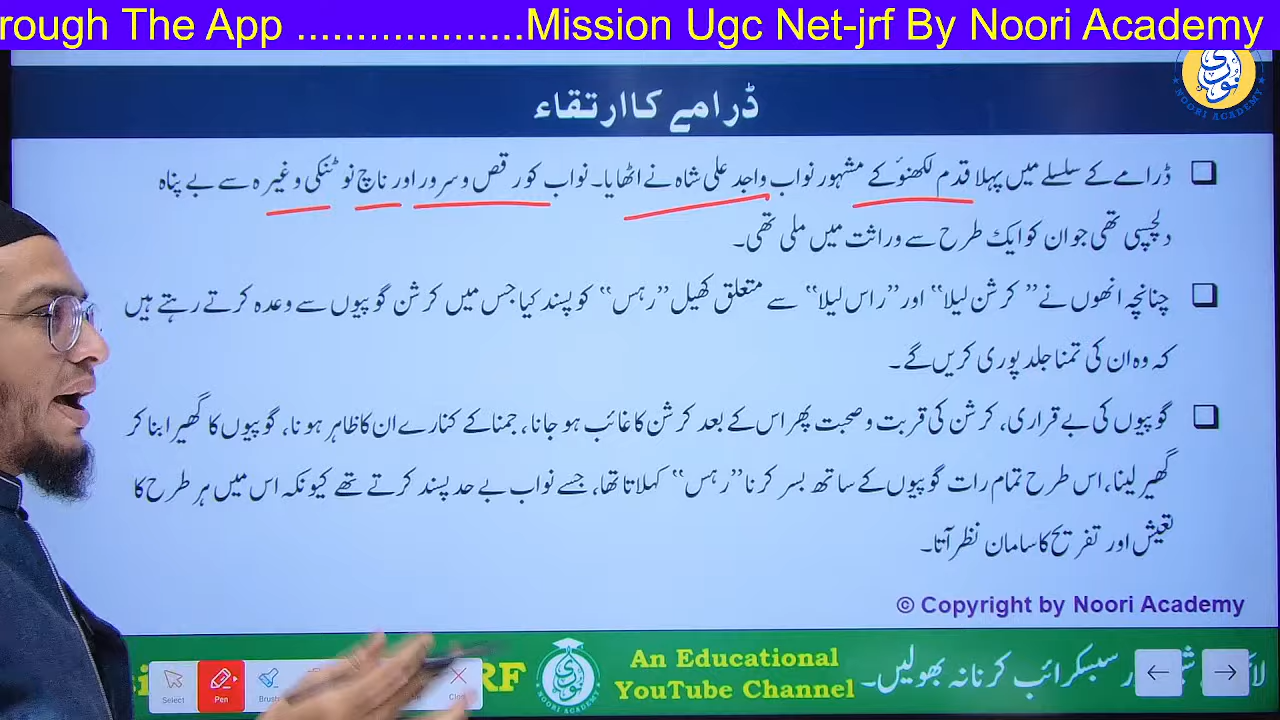 rough The App ...................Mission Ugc Net-jrf By Noori Academy
ڈرامے کا ارتقاء
ڈرامے کے سلسلے میں پہلا قدم لکھنؤ کے مشہور نواب واجد علی شاہ نے اٹھایا۔ نواب کو رقص و سرور اور ناچ نوٹنکی وغیرہ سے بے پناہ
دلچسپی تھی جو ان کو ایک طرح سے وراثت میں ملی تھی۔
چنانچہ انھوں نے ”کرشن لیلا“ اور ”راس لیلا“ سے متعلق کھیل ”رہس“ کو پسند کیا جس میں کرشن گوپیوں سے وعدہ کرتے رہتے ہیں
کہ وہ ان کی تمنا جلد پوری کریں گے۔
گوپیوں کی بے قراری، کرشن کی قربت و صحبت پھر اس کے بعد کرشن کا غائب ہو جانا، جمنا کے کنارے ان کا ظاہر ہونا، گوپیوں کا گھیرا بنا کر
گھیر لینا، اس طرح تمام رات گوپیوں کے ساتھ بسر کرنا ”رہس“ کہلاتا تھا، جسے نواب بے حد پسند کرتے تھے کیونکہ اس میں ہر طرح کا
تعیش اور تفریح کا سامان نظر آتا۔
© Copyright by Noori Academy
RF
نوری
NOORI ACADEMY
An Educational
YouTube Channel
سبسکرائب کرنا نہ بھولیں۔
Select
Pen
Brush